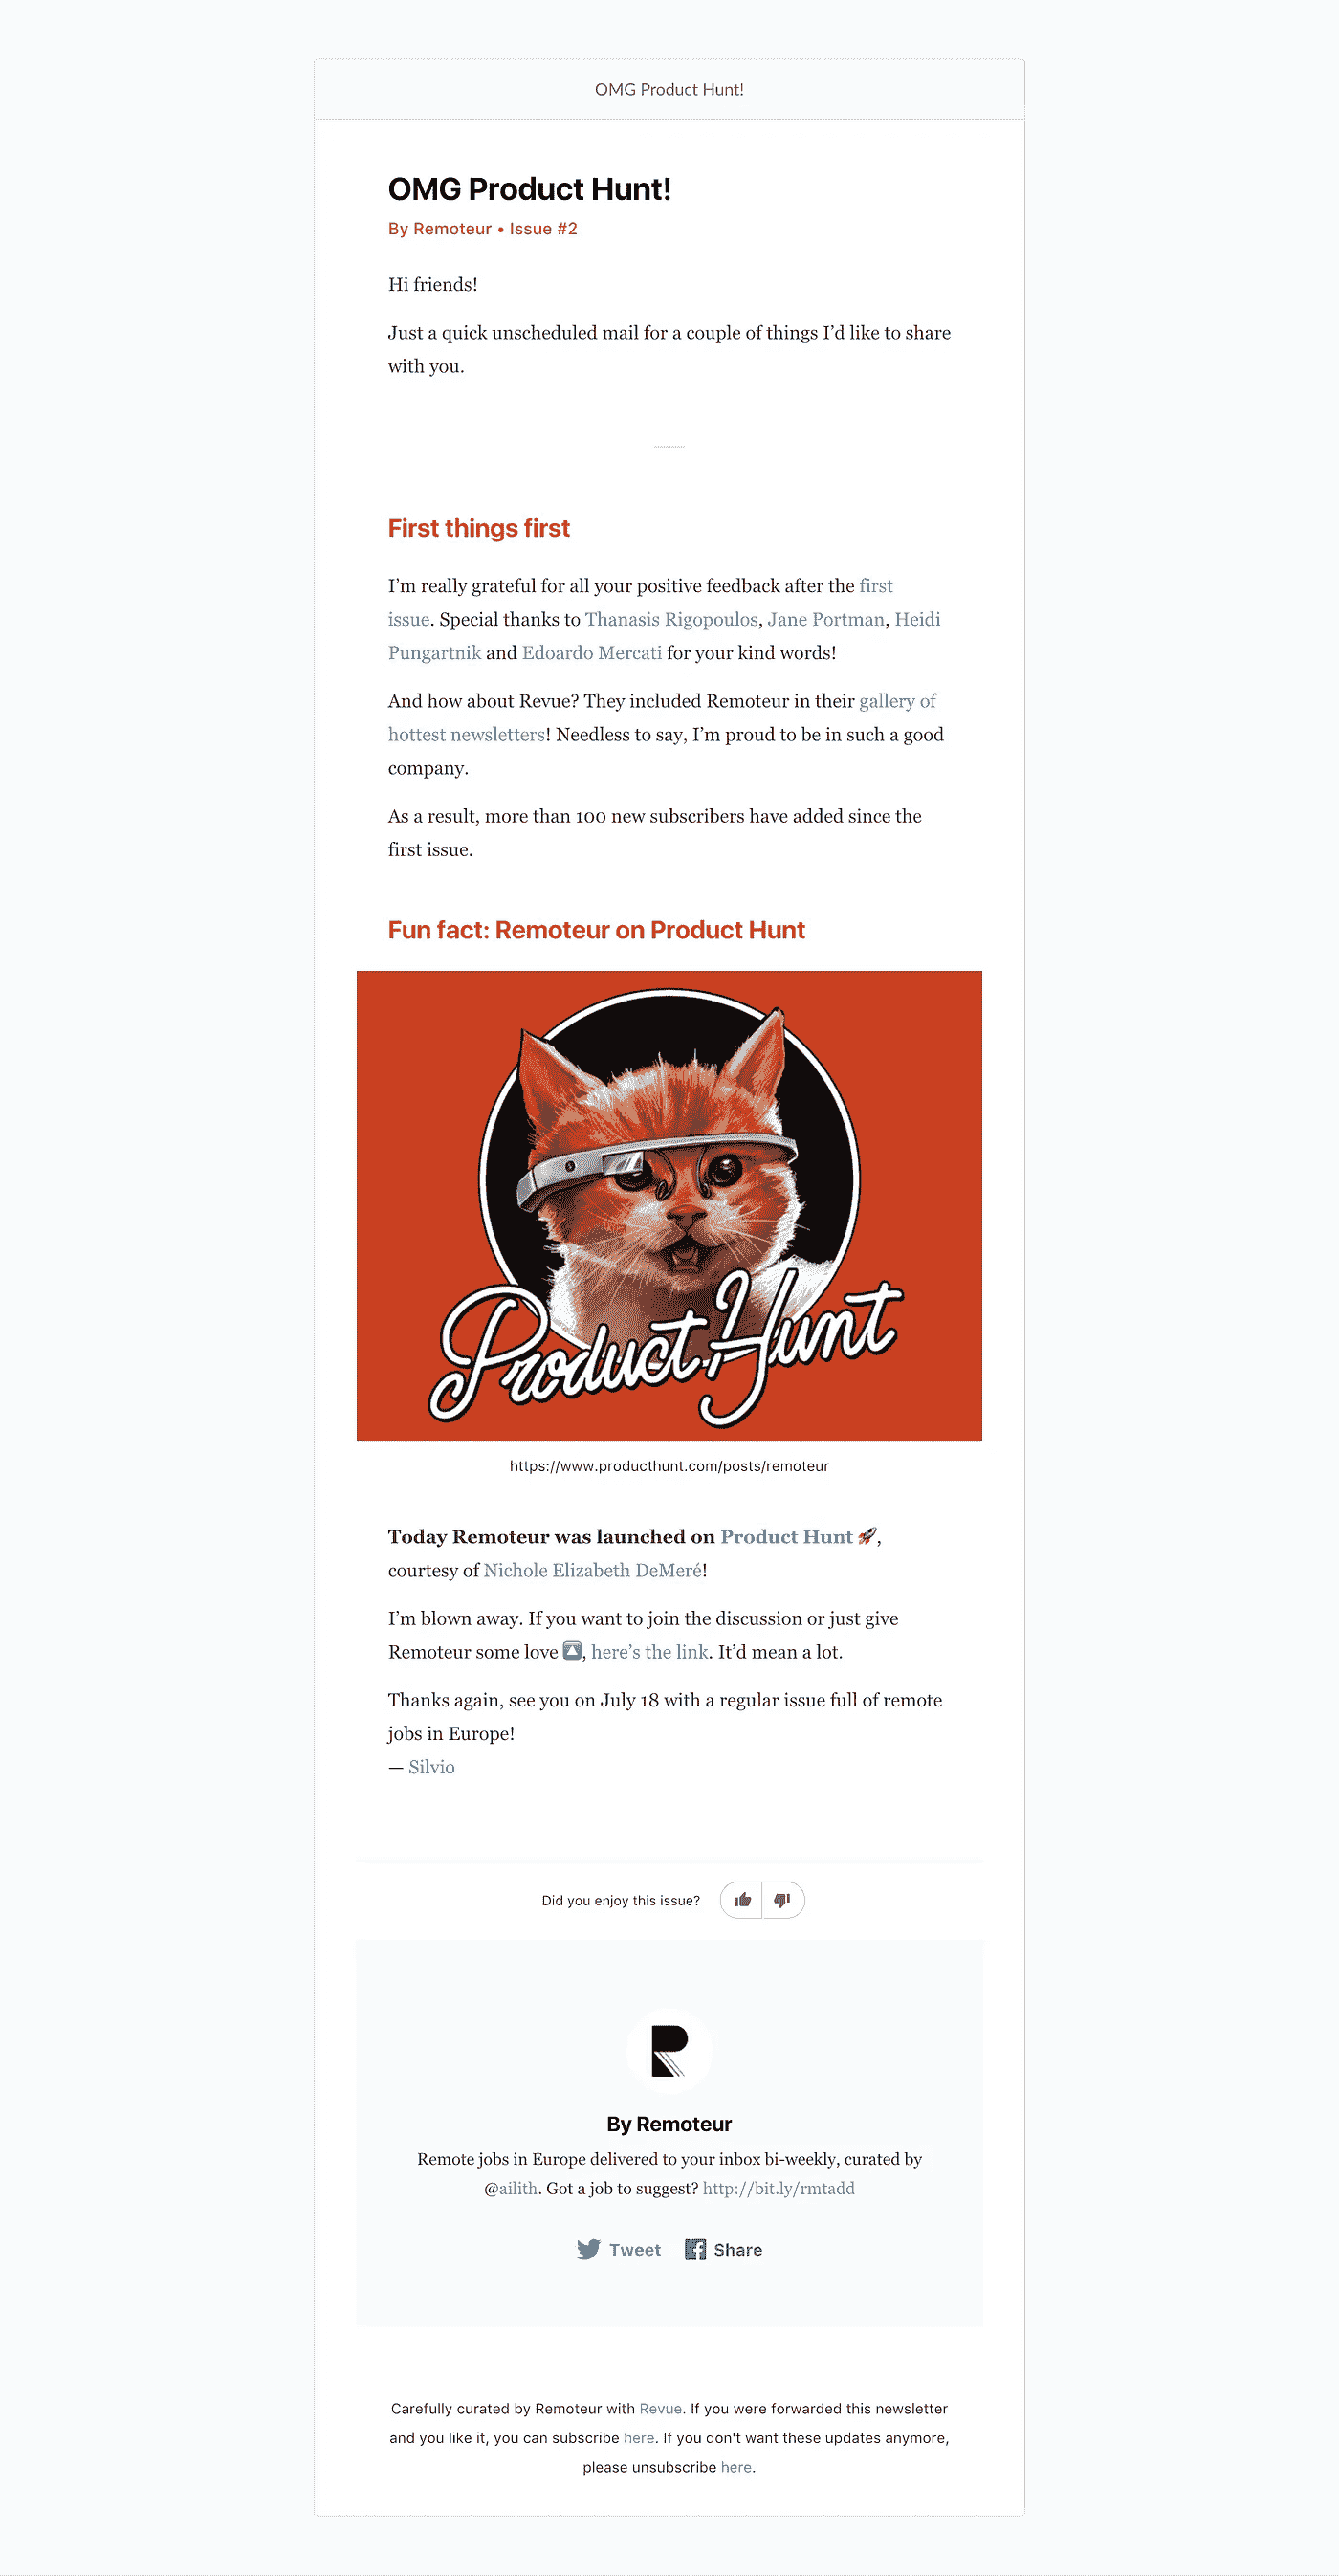 OMG Product Hunt!
OMG Product Hunt!
By Remoteur • Issue #2
Hi friends!
Just a quick unscheduled mail for a couple of things I’d like to share
with you.
First things first
I’m really grateful for all your positive feedback after the first
issue. Special thanks to Thanasis Rigopoulos, Jane Portman, Heidi
Pungartnik and Edoardo Mercati for your kind words!
And how about Revue? They included Remoteur in their gallery of
hottest newsletters! Needless to say, I’m proud to be in such a good
company.
As a result, more than 100 new subscribers have added since the
first issue.
Fun fact: Remoteur on Product Hunt
Product Hunt
https://www.producthunt.com/posts/remoteur
Today Remoteur was launched on Product Hunt 🚀,
courtesy of Nichole Elizabeth DeMeré!
I’m blown away. If you want to join the discussion or just give
Remoteur some love 🔼, here’s the link. It’d mean a lot.
Thanks again, see you on July 18 with a regular issue full of remote
jobs in Europe!
— Silvio
Did you enjoy this issue?
R
By Remoteur
Remote jobs in Europe delivered to your inbox bi-weekly, curated by
@ailith. Got a job to suggest? http://bit.ly/rmtadd
Tweet Share
Carefully curated by Remoteur with Revue. If you were forwarded this newsletter
and you like it, you can subscribe here. If you don't want these updates anymore,
please unsubscribe here.